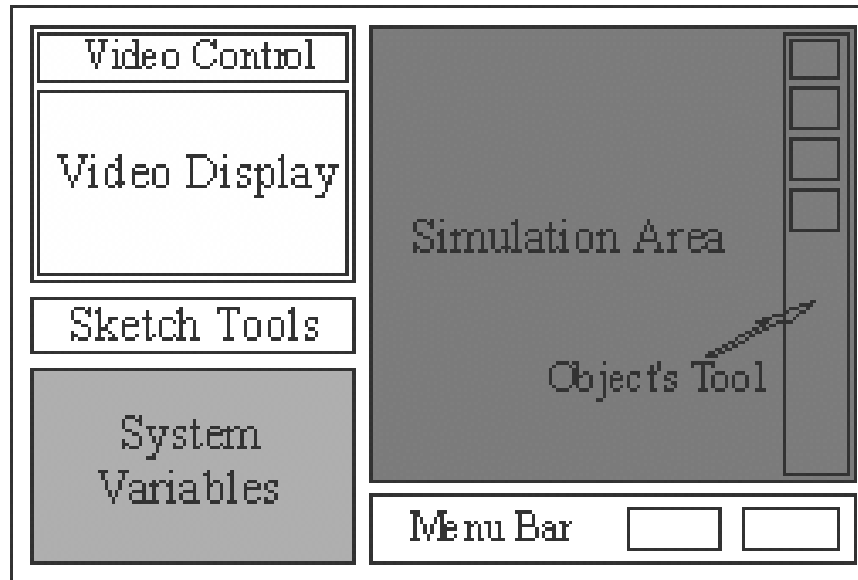 Video Control
Video Display
Simulation Area
Sketch Tools
Object's Tool
System
Variables
Menu Bar